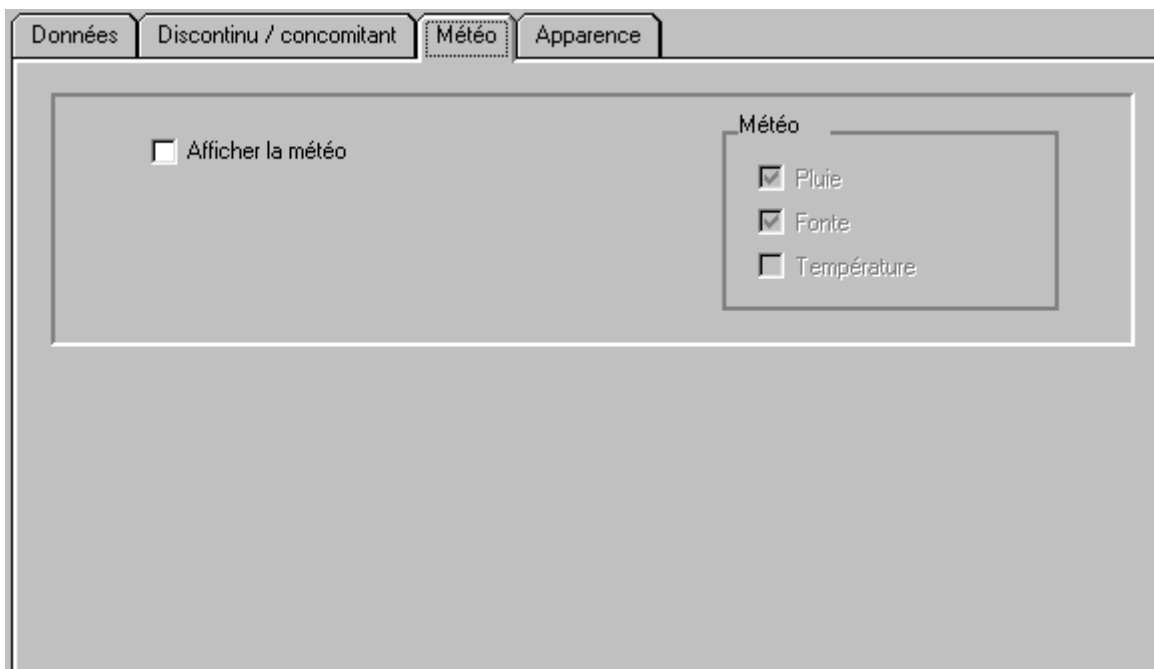 Données Discontinu / concomitant Météo Apparence
Afficher la météo
Météo
Pluie
Fonte
Température